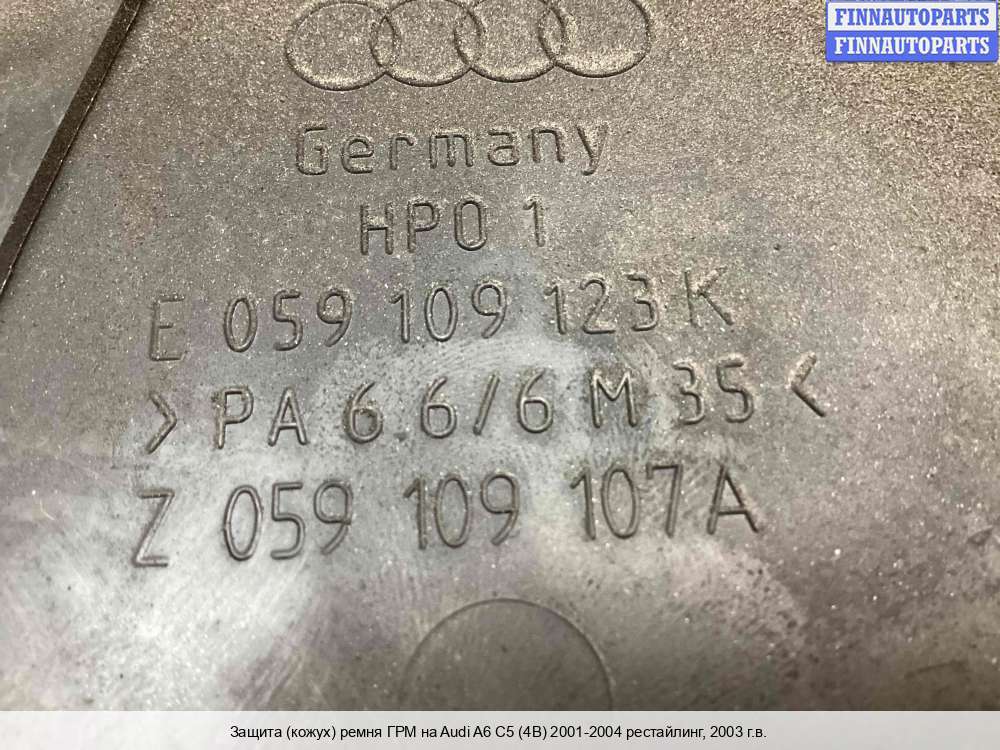 FINNAUTOPARTS
FINNAUTOPARTS
Germany
HPO 1
E 059 109 123 K
> PA 6 6/6 M 35 <
Z 059 109 107A
Защита (кожух) ремня ГРМ на Audi A6 C5 (4B) 2001-2004 рестайлинг, 2003 г.в.